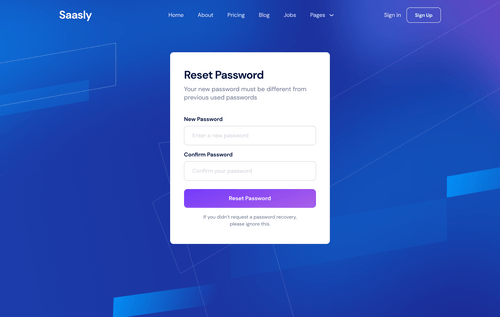 Saasly
Home About Pricing Blog Jobs Pages
Sign in Sign Up
Reset Password
Your new password must be different from
previous used passwords
New Password
Enter a new password
Confirm Password
Confirm your password
Reset Password
If you didn't request a password recovery,
please ignore this.